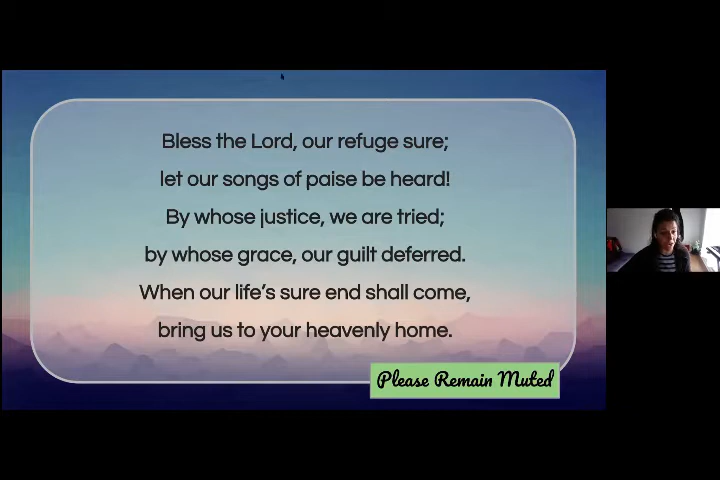 Bless the Lord, our refuge sure;
let our songs of paise be heard!
By whose justice, we are tried;
by whose grace, our guilt deferred.
When our life's sure end shall come,
bring us to your heavenly home.
Please Remain Muted